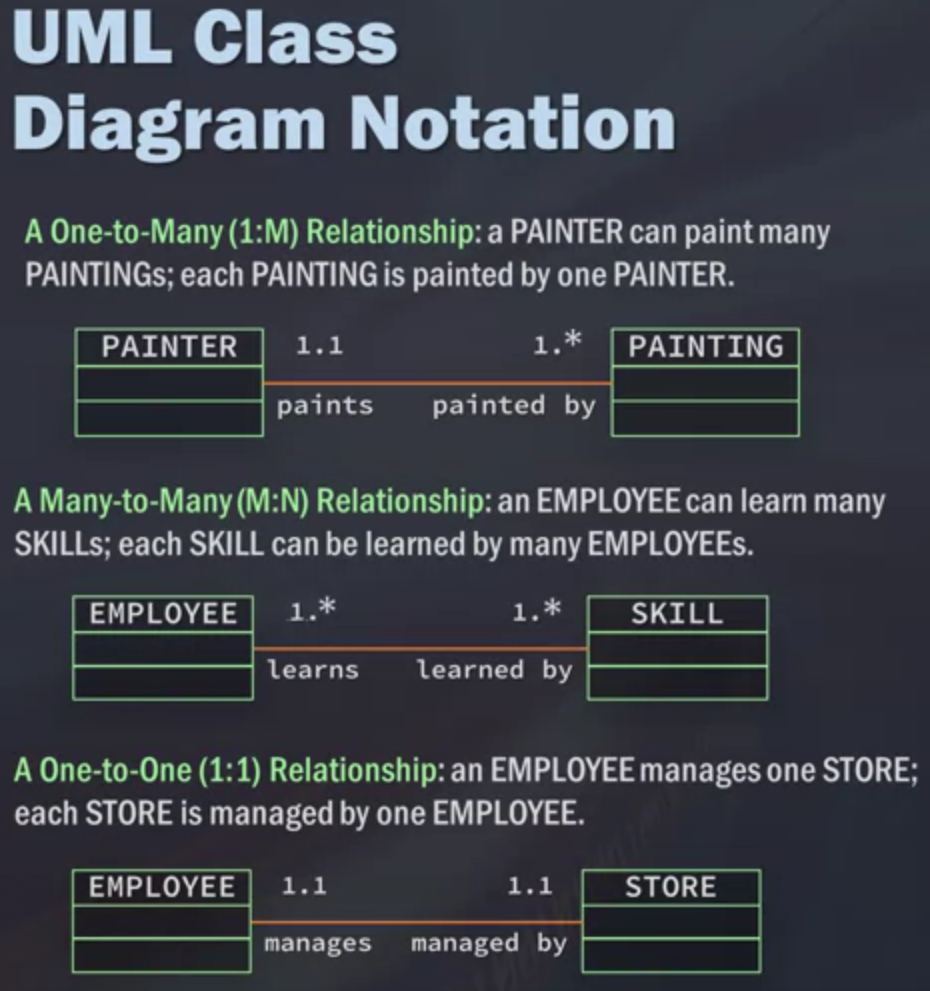 UML Class
Diagram Notation
A One-to-Many (1:M) Relationship: a PAINTER can paint many
PAINTINGs; each PAINTING is painted by one PAINTER.
PAINTER 1.1 1.* PAINTING
paints painted by
A Many-to-Many (M:N) Relationship: an EMPLOYEE can learn many
SKILLs; each SKILL can be learned by many EMPLOYEEs.
EMPLOYEE 1.* 1.* SKILL
learns learned by
A One-to-One (1:1) Relationship: an EMPLOYEE manages one STORE;
each STORE is managed by one EMPLOYEE.
EMPLOYEE 1.1 1.1 STORE
manages managed by